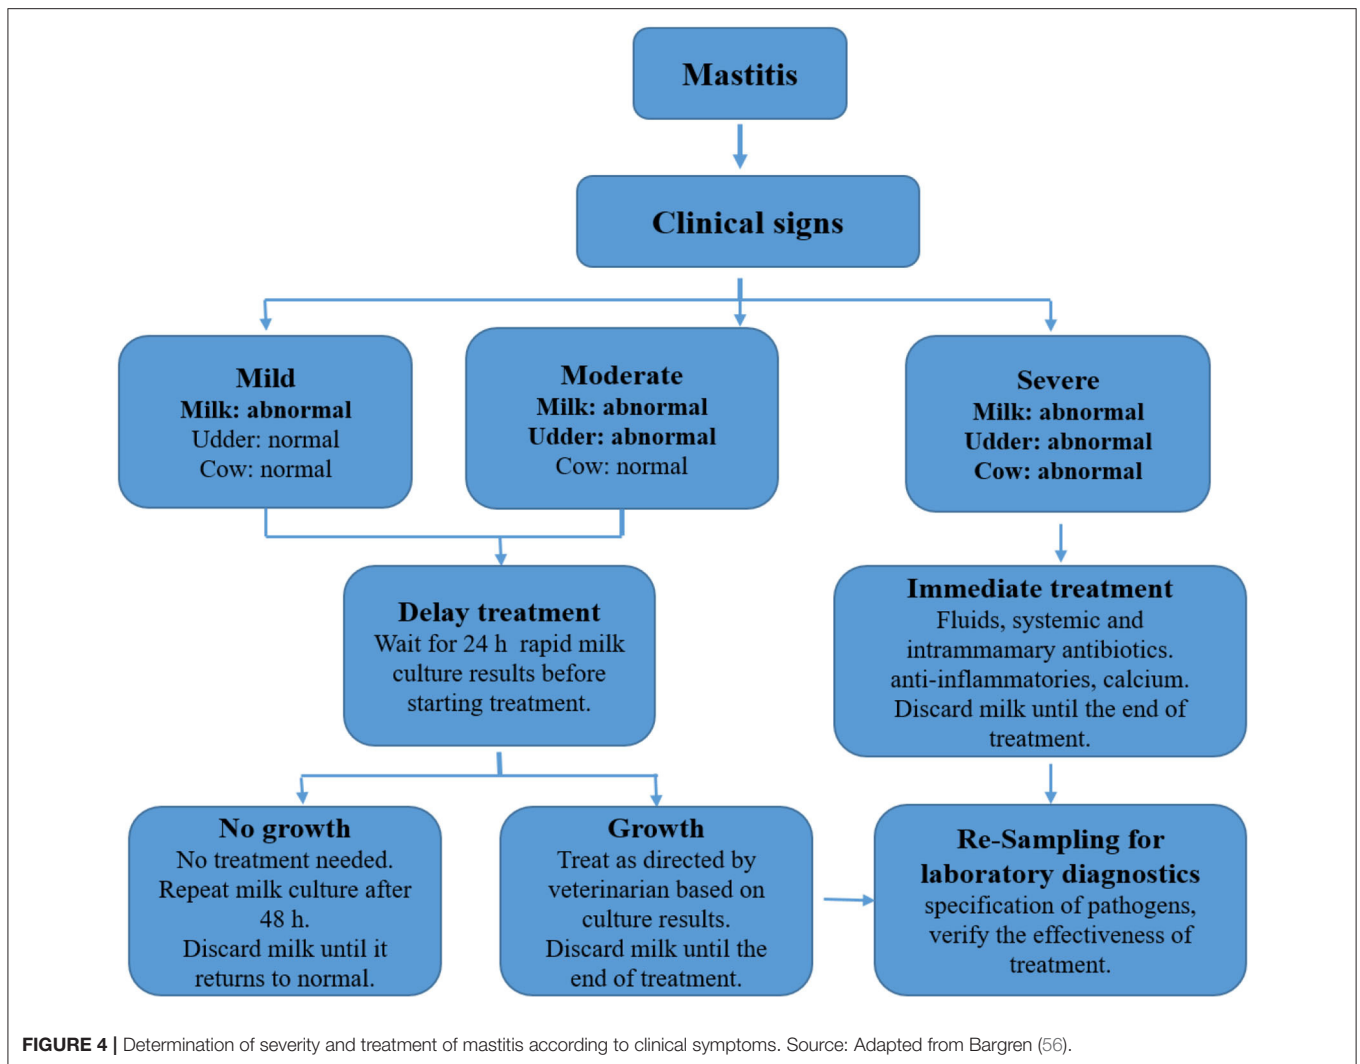 Mastitis
Clinical signs
Mild
Milk: abnormal
Udder: normal
Cow: normal
Moderate
Milk: abnormal
Udder: abnormal
Cow: normal
Severe
Milk: abnormal
Udder: abnormal
Cow: abnormal
Delay treatment
Wait for 24 h rapid milk
culture results before
starting treatment.
Immediate treatment
Fluids, systemic and
intrammamary antibiotics.
anti-inflammatories, calcium.
Discard milk until the end of
treatment.
No growth
No treatment needed.
Repeat milk culture after
48 h.
Discard milk until it
returns to normal.
Growth
Treat as directed by
veterinarian based on
culture results.
Discard milk until the
end of treatment.
Re-Sampling for
laboratory diagnostics
specification of pathogens,
verify the effectiveness of
treatment.
FIGURE 4 | Determination of severity and treatment of mastitis according to clinical symptoms. Source: Adapted from Bargren (56).